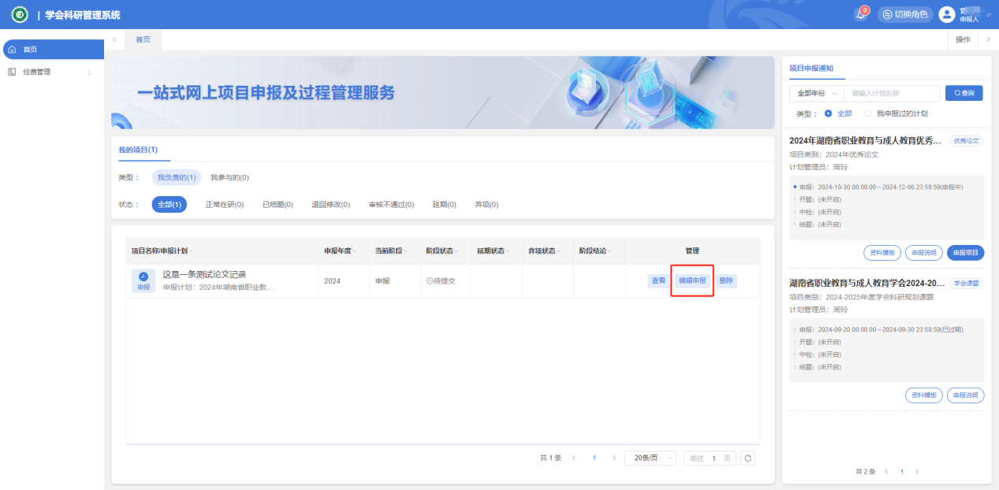 | 学会科研管理系统
0
切换角色
申报人
首页
经费管理
首页
操作
一站式网上项目申报及过程管理服务
我的项目(1)
类型： 我负责的(1) 我参与的(0)
状态： 全部(1) 正常在研(0) 已结题(0) 退回修改(0) 审核不通过(0) 延期(0) 弃项(0)
项目名称/申报计划 申报年度 当前阶段 阶段状态 延期状态 弃项状态 阶段结论 管理
申报
这是一条测试论文记录
申报计划：2024年湖南省职业教...
2024 申报 待提交 查看 编辑申报 删除
共 1 条 1 20条/页 前往 1 页
项目申报通知
全部年份 请输入计划名称 查询
类型： 全部 我申报过的计划
2024年湖南省职业教育与成人教育优秀... 优秀论文
项目类别：2024年优秀论文
计划管理员：周玲
申报：2024-10-30 00:00:00 ~ 2024-12-06 23:59:59(申报中)
开题：(未开启)
中检：(未开启)
结题：(未开启)
资料模板 申报说明 申报项目
湖南省职业教育与成人教育学会2024-20... 学会课题
项目类别：2024-2025年度学会科研规划课题
计划管理员：周玲
申报：2024-09-20 00:00:00 ~ 2024-09-30 23:59:59(已过期)
开题：(未开启)
中检：(未开启)
结题：(未开启)
资料模板 申报说明
共 2 条 1